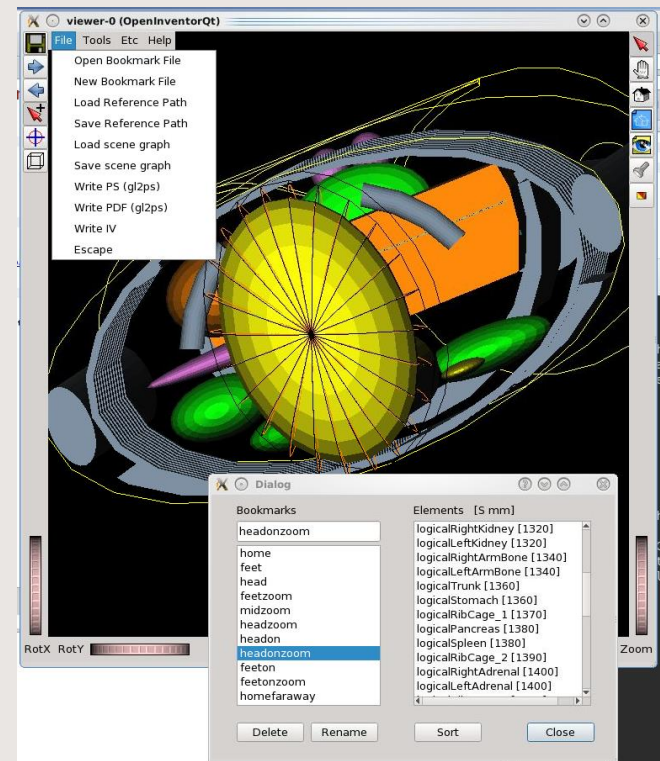 viewer-0 (OpenInventorQt)
File Tools Etc Help
Open Bookmark File
New Bookmark File
Load Reference Path
Save Reference Path
Load scene graph
Save scene graph
Write PS (gl2ps)
Write PDF (gl2ps)
Write IV
Escape
RotX RotY
Zoom
Dialog
Bookmarks
headonzoom
home
feet
head
feetzoom
midzoom
headzoom
headon
headonzoom
feeton
feetonzoom
homefaraway
Elements [S mm]
logicalRightKidney [1320]
logicalLeftKidney [1320]
logicalRightArmBone [1340]
logicalLeftArmBone [1340]
logicalTrunk [1360]
logicalStomach [1360]
logicalRibCage_1 [1370]
logicalPancreas [1380]
logicalSpleen [1380]
logicalRibCage_2 [1390]
logicalRightAdrenal [1400]
logicalLeftAdrenal [1400]
Delete Rename Sort Close